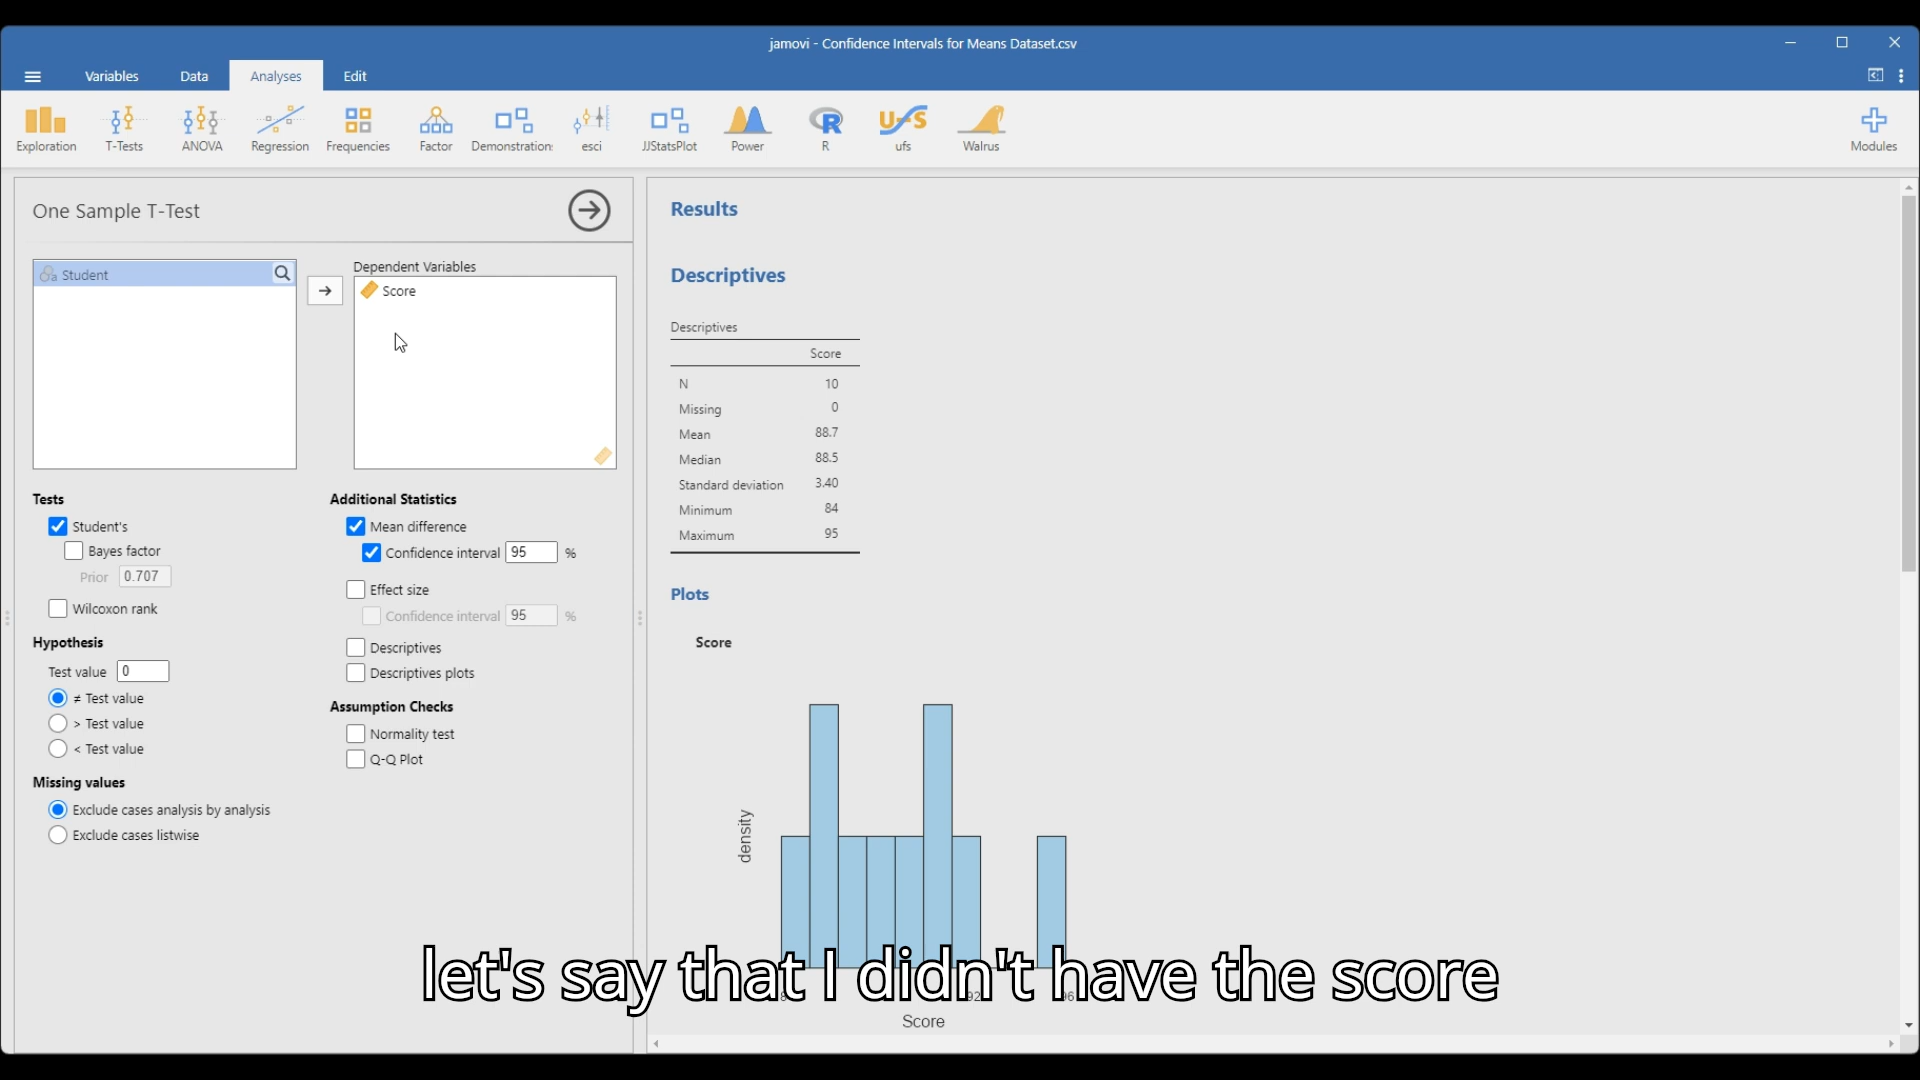 jamovi - Confidence Intervals for Means Dataset.csv
Variables Data Analyses Edit
Exploration T-Tests ANOVA Regression Frequencies Factor Demonstrations esci JJStatsPlot Power R ufs Walrus Modules
One Sample T-Test
Student
Dependent Variables
Score
Tests
Student's
Bayes factor
Prior 0.707
Wilcoxon rank
Hypothesis
Test value 0
≠ Test value
> Test value
< Test value
Missing values
Exclude cases analysis by analysis
Exclude cases listwise
Additional Statistics
Mean difference
Confidence interval 95 %
Effect size
Confidence interval 95 %
Descriptives
Descriptives plots
Assumption Checks
Normality test
Q-Q Plot
Results
Descriptives
Descriptives
Score
N 10
Missing 0
Mean 88.7
Median 88.5
Standard deviation 3.40
Minimum 84
Maximum 95
Plots
Score
density
92 96
Score
let's say that I didn't have the score